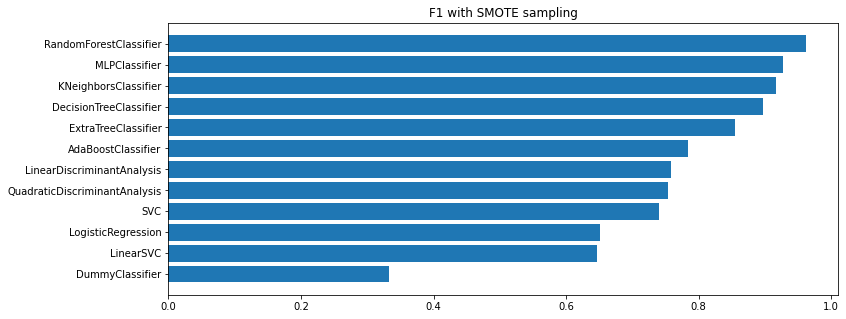 F1 with SMOTE sampling
RandomForestClassifier
MLPClassifier
KNeighborsClassifier
DecisionTreeClassifier
ExtraTreeClassifier
AdaBoostClassifier
LinearDiscriminantAnalysis
QuadraticDiscriminantAnalysis
SVC
LogisticRegression
LinearSVC
DummyClassifier
0.0 0.2 0.4 0.6 0.8 1.0